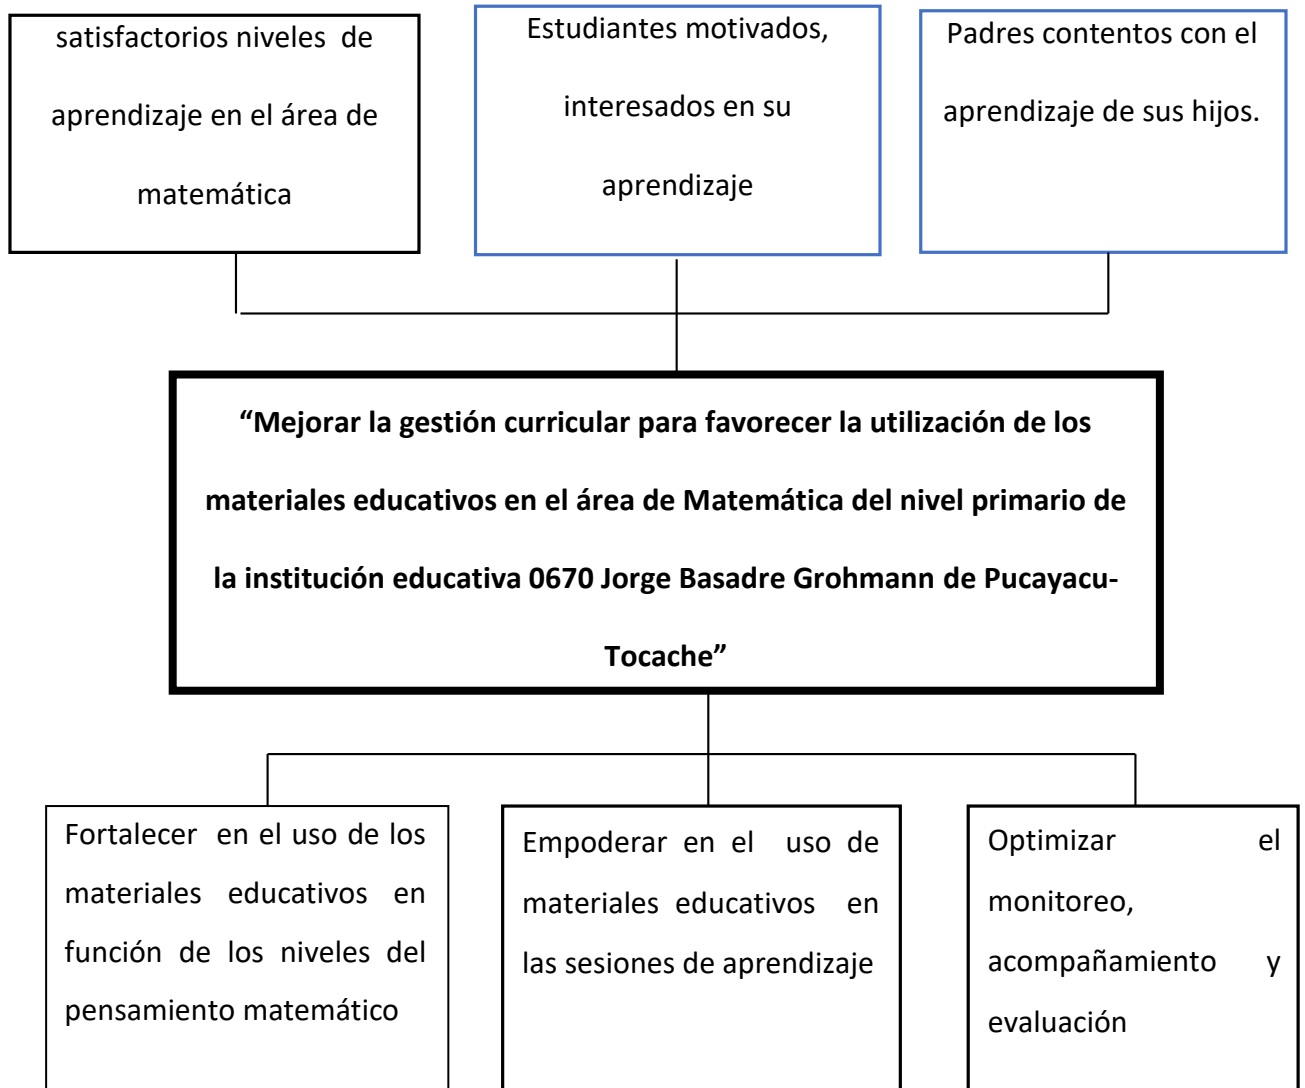 satisfactorios niveles de
aprendizaje en el área de
matemática
Estudiantes motivados,
interesados en su
aprendizaje
Padres contentos con el
aprendizaje de sus hijos.
“Mejorar la gestión curricular para favorecer la utilización de los
materiales educativos en el área de Matemática del nivel primario de
la institución educativa 0670 Jorge Basadre Grohmann de Pucayacu-
Tocache”
Fortalecer en el uso de los
materiales educativos en
función de los niveles del
pensamiento matemático
Empoderar en el uso de
materiales educativos en
las sesiones de aprendizaje
Optimizar el
monitoreo,
acompañamiento y
evaluación